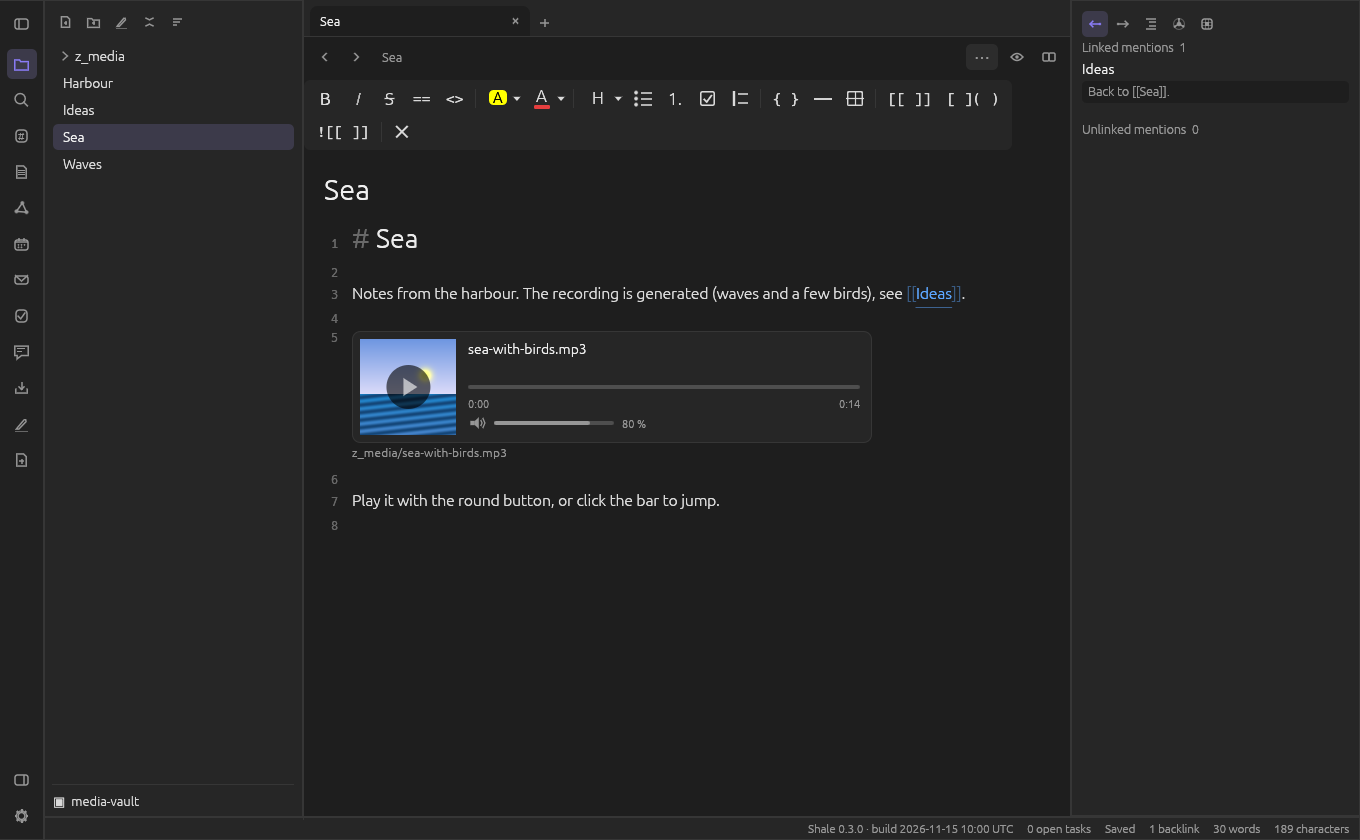 z_media
Harbour
Ideas
Sea
Waves
media-vault
Sea × +
Sea
B I S == <> A A H 1. { } [[ ]] [ ]( )
![[ ]]
Sea
1 # Sea
2
3 Notes from the harbour. The recording is generated (waves and a few birds), see [[Ideas]].
4
5
sea-with-birds.mp3
0:00 0:14
80 %
z_media/sea-with-birds.mp3
6
7 Play it with the round button, or click the bar to jump.
8
Linked mentions 1
Ideas
Back to [[Sea]].
Unlinked mentions 0
Shale 0.3.0 · build 2026-11-15 10:00 UTC 0 open tasks Saved 1 backlink 30 words 189 characters